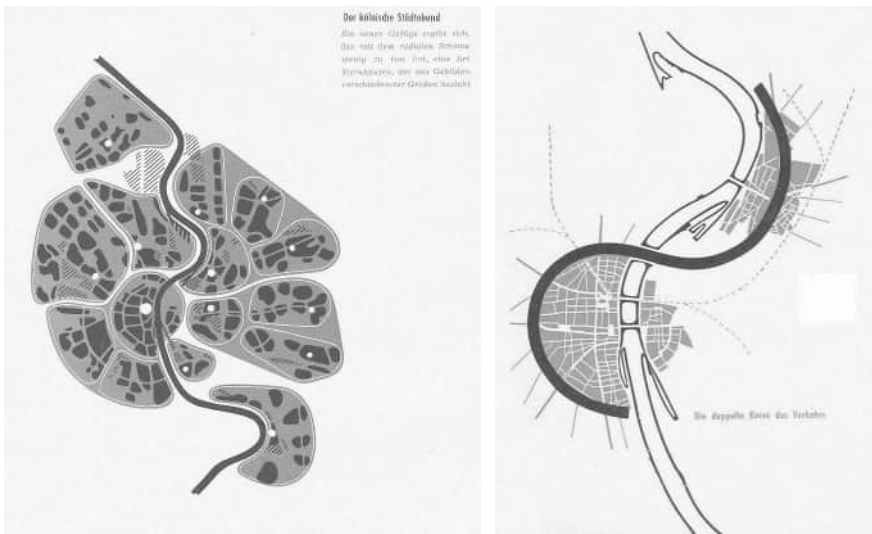 Der kölnische Städtebund
Ein neues Gefüge ergibt sich,
das mit dem radialen Schema
wenig zu tun hat, eine Art
Sternhaufen, der aus Gebilden
verschiedenster Größen besteht
Die doppelte Kurve des Verkehrs